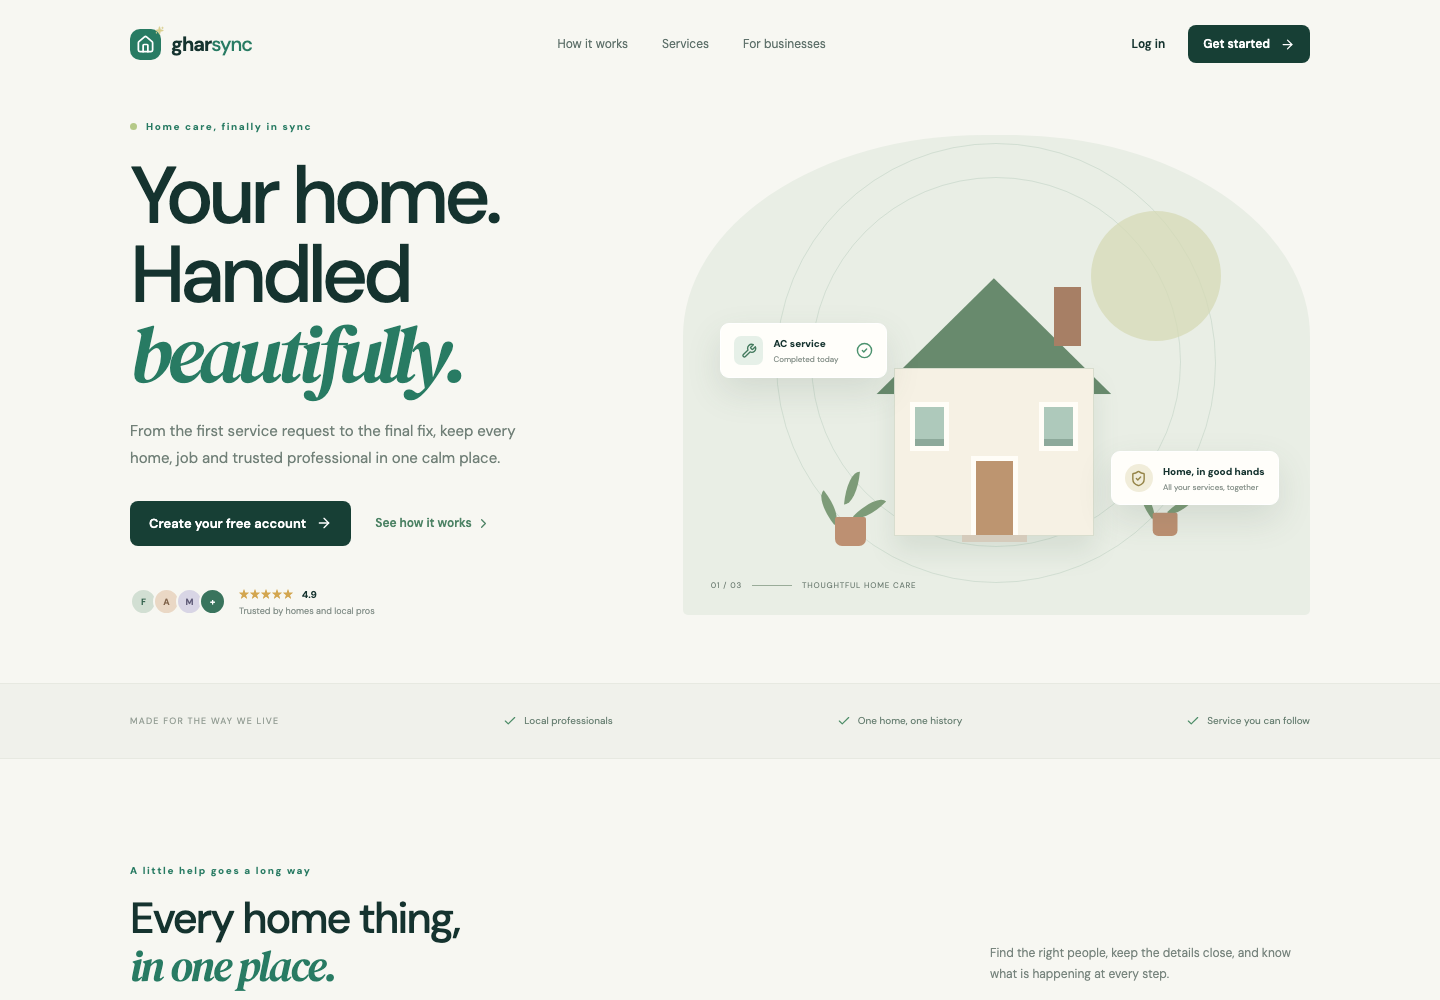 gharsync
How it works
Services
For businesses
Log in
Get started
Home care, finally in sync
Your home.
Handled
beautifully.
From the first service request to the final fix, keep every
home, job and trusted professional in one calm place.
Create your free account
See how it works
F A M +
4.9
Trusted by homes and local pros
AC service
Completed today
Home, in good hands
All your services, together
01 / 03
THOUGHTFUL HOME CARE
MADE FOR THE WAY WE LIVE
Local professionals
One home, one history
Service you can follow
A little help goes a long way
Every home thing,
in one place.
Find the right people, keep the details close, and know
what is happening at every step.